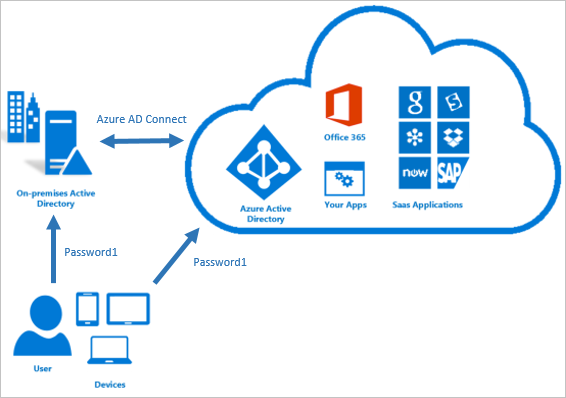 Azure AD Connect
Office 365
On-premises Active
Directory
Azure Active
Directory
Your Apps
Saas Applications
g
now
SAP
Password1
Password1
User
Devices